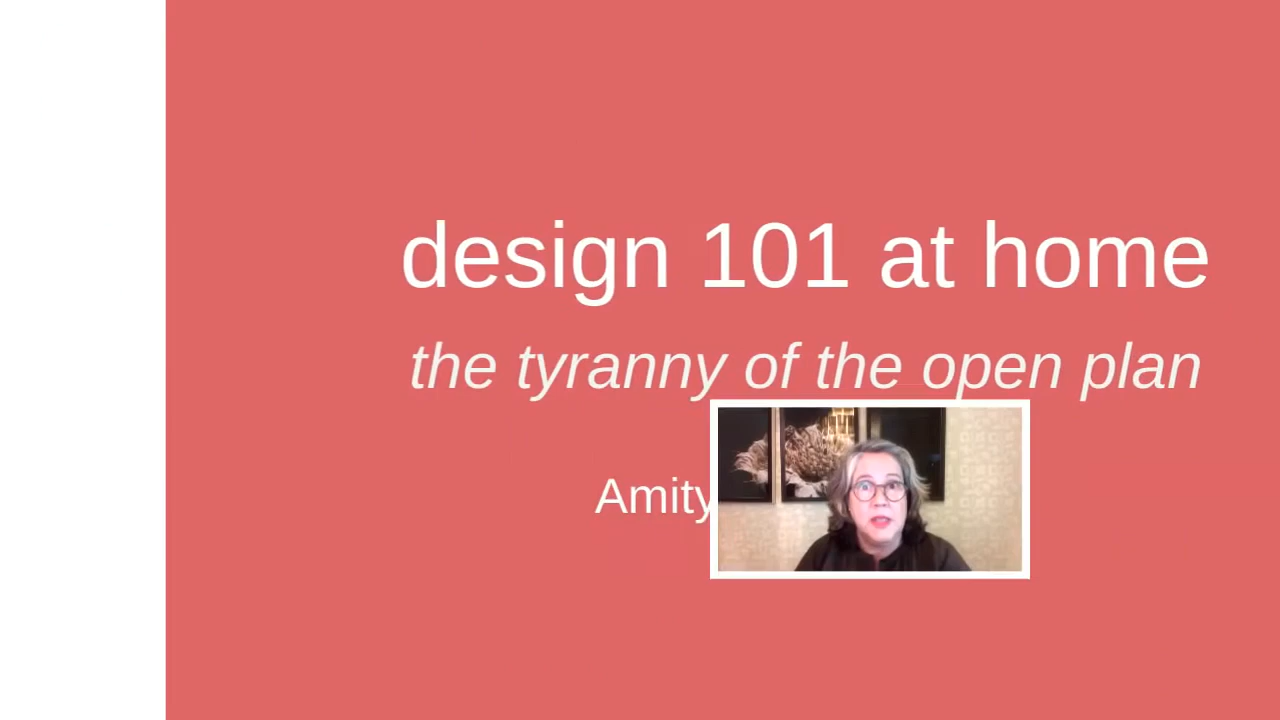 design 101 at home
the tyranny of the open plan
Amity